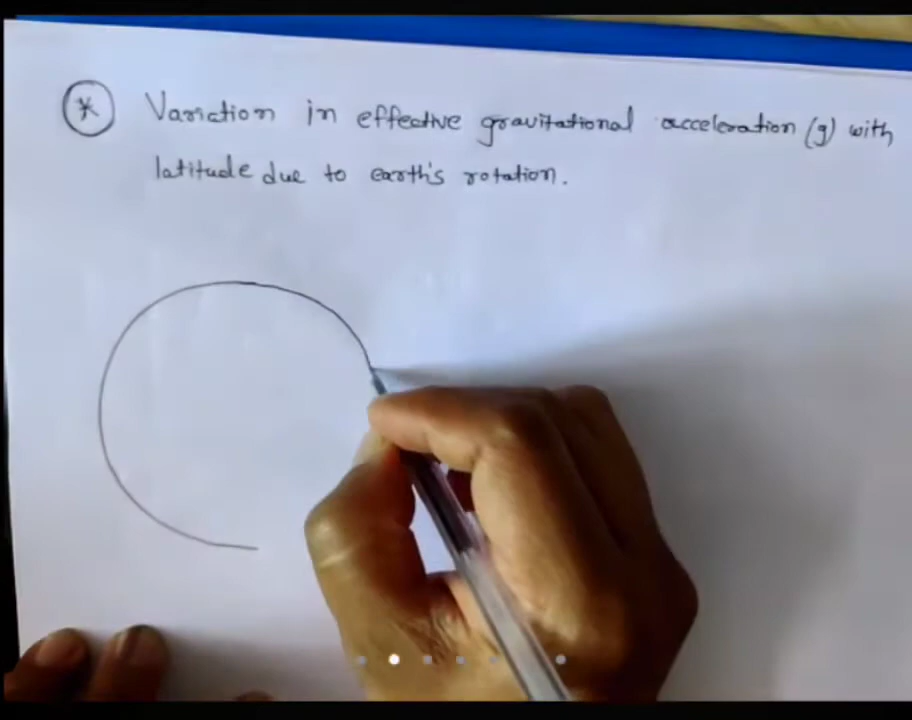 * Variation in effective gravitational acceleration (g) with
latitude due to earth's rotation.